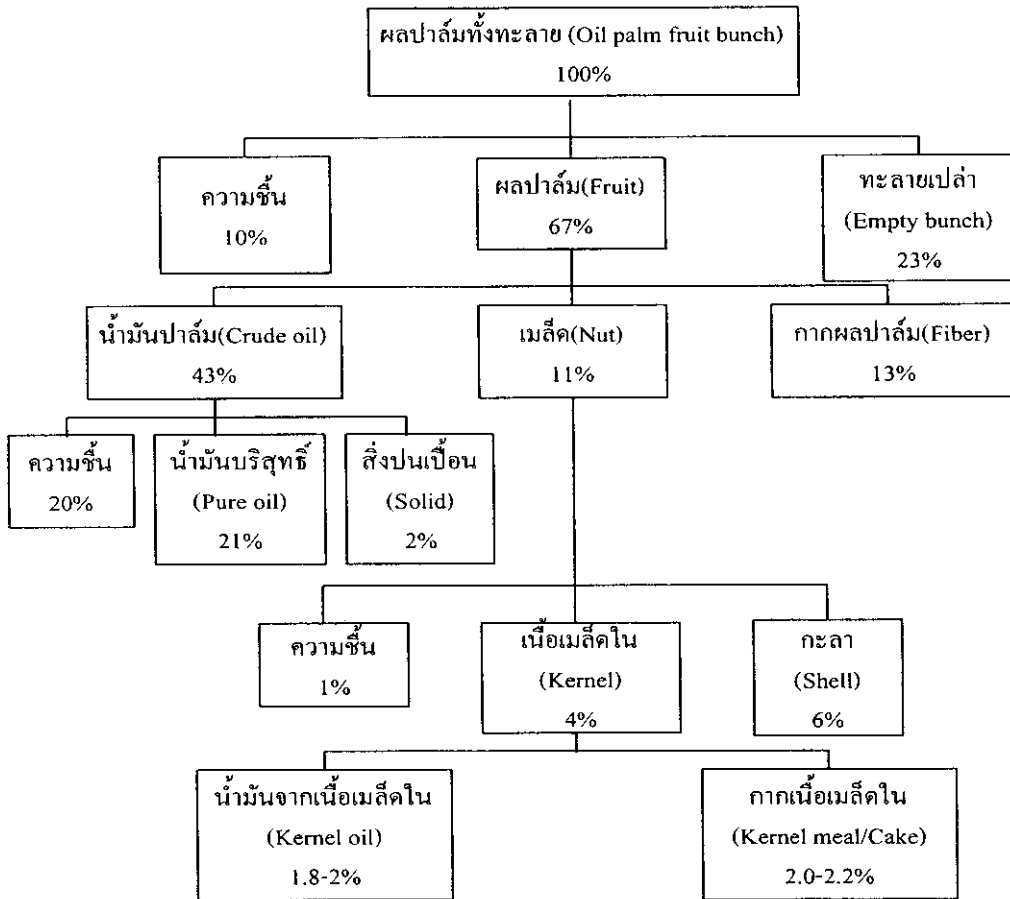 ผลปาล์มทั้งทะลาย (Oil palm fruit bunch)
100%
ความชื้น
10%
ผลปาล์ม(Fruit)
67%
ทะลายเปล่า
(Empty bunch)
23%
น้ำมันปาล์ม(Crude oil)
43%
เมล็ด(Nut)
11%
กากผลปาล์ม(Fiber)
13%
ความชื้น
20%
น้ำมันบริสุทธิ์
(Pure oil)
21%
สิ่งปนเปื้อน
(Solid)
2%
ความชื้น
1%
เนื้อเมล็ดใน
(Kernel)
4%
กะลา
(Shell)
6%
น้ำมันจากเนื้อเมล็ดใน
(Kernel oil)
1.8-2%
กากเนื้อเมล็ดใน
(Kernel meal/Cake)
2.0-2.2%